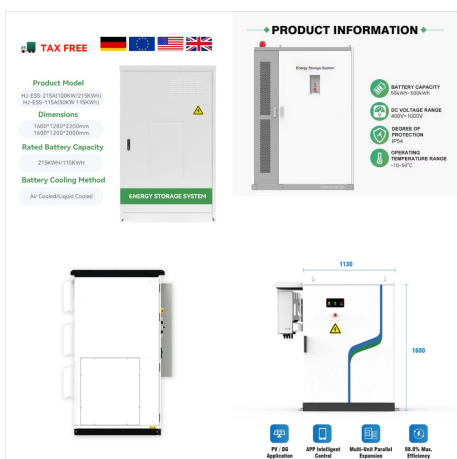 TAX FREE
Product Model
HJ-ESS-215A(100KW/215KWh)
HJ-ESS-115A(50KW 115KWh)
Dimensions
1600*1280*2200mm
1600*1200*2000mm
Rated Battery Capacity
215KWH/115KWH
Battery Cooling Method
Air Cooled/Liquid Cooled
ENERGY STORAGE SYSTEM
PRODUCT INFORMATION
Energy Storage System
BATTERY CAPACITY
50kWh~500kWh
DC VOLTAGE RANGE
400V~1000V
DEGREE OF
PROTECTION
IP54
OPERATING
TEMPERATURE RANGE
-10~50°C
1130
1600
PV / DG
Application
APP Intelligent
Control
Multi-Unit Parallel
Expansion
98.8% Max.
Efficiency